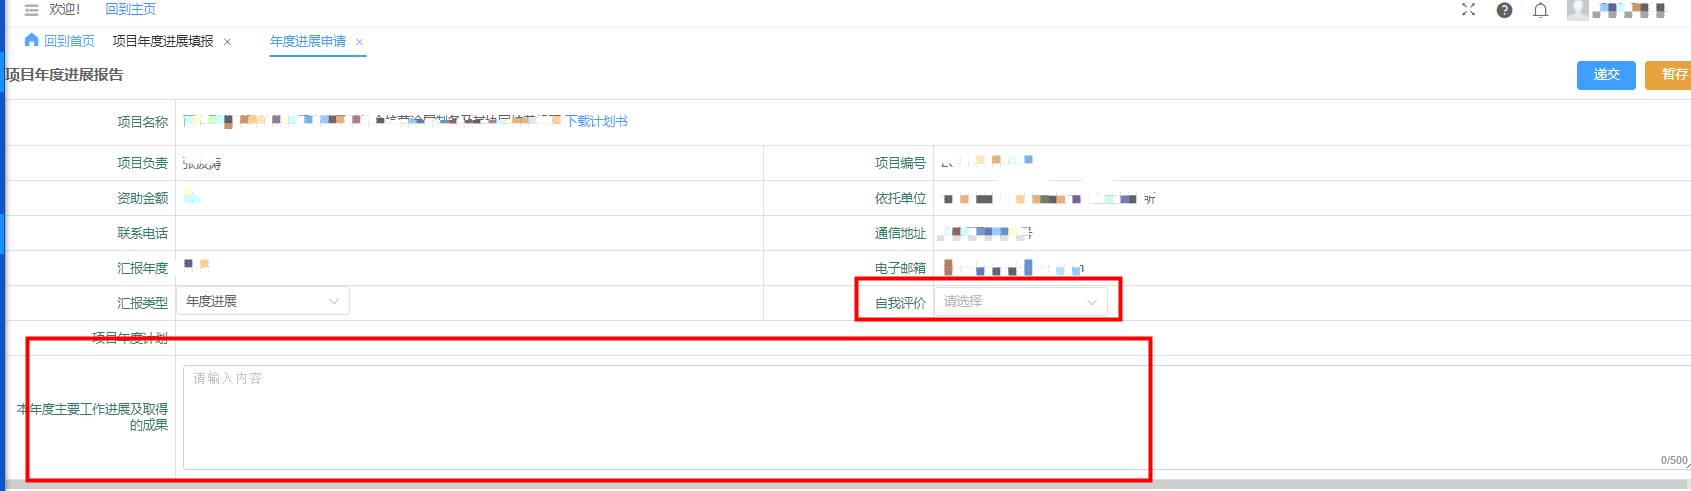 欢迎! 回到主页
回到首页 项目年度进展填报 × 年度进展申请 ×
项目年度进展报告 递交 暂存
项目名称 下载计划书
项目负责 项目编号
资助金额 依托单位 所
联系电话 通信地址 号
汇报年度 电子邮箱
汇报类型 年度进展 自我评价 请选择
项目年度计划
请输入内容
本年度主要工作进展及取得
的成果
0/500